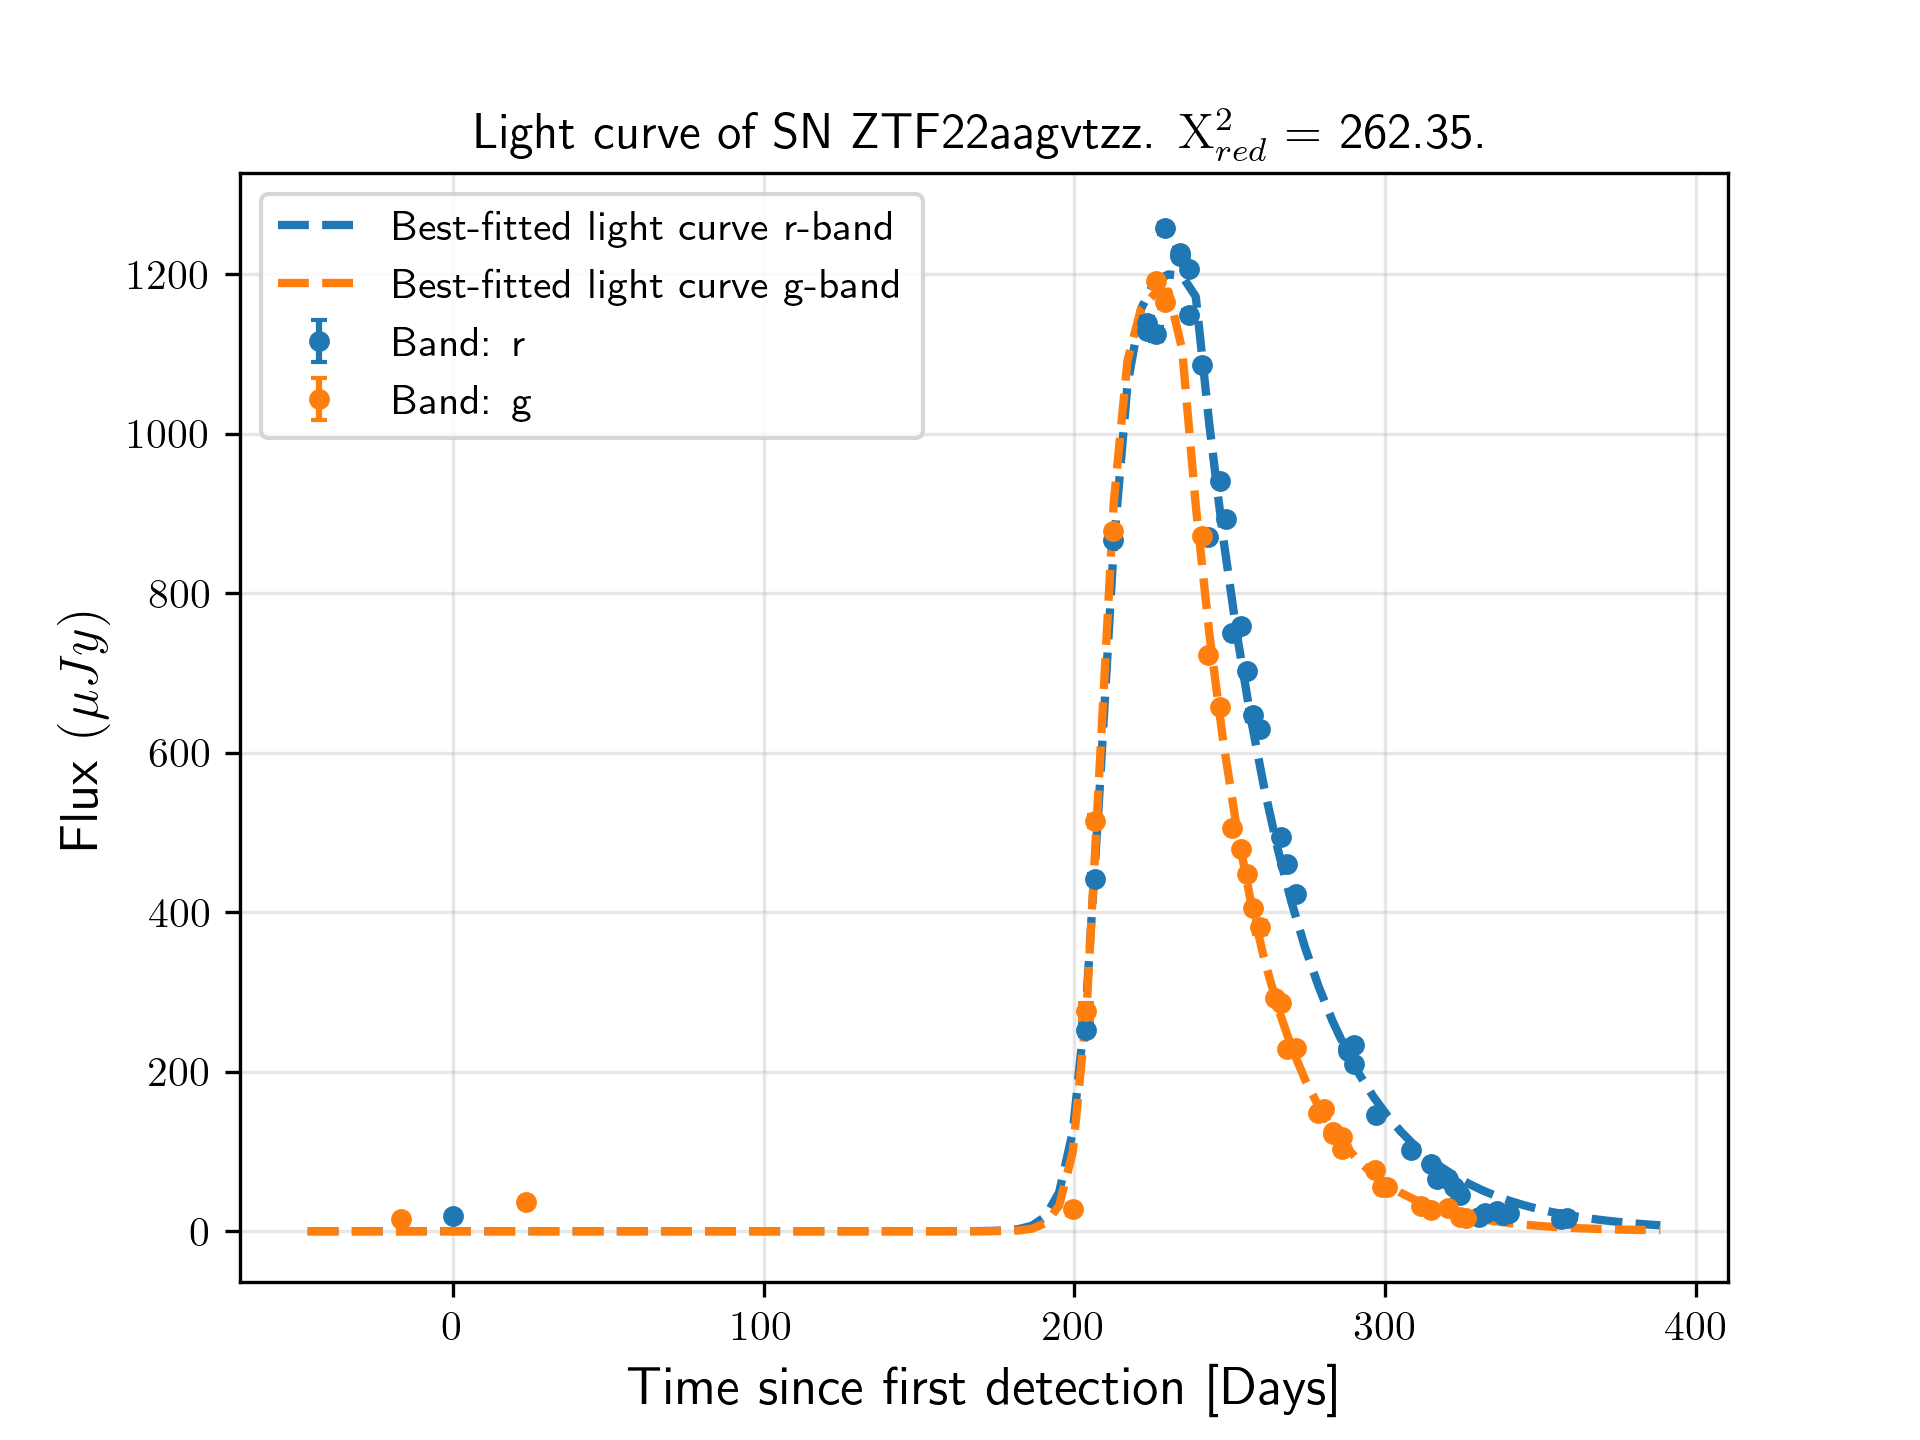 Light curve of SN ZTF22aagvtzz. X²_red = 262.35.
Best-fitted light curve r-band
Best-fitted light curve g-band
Band: r
Band: g
1200
1000
800
600
400
200
0
Flux (μJy)
0 100 200 300 400
Time since first detection [Days]